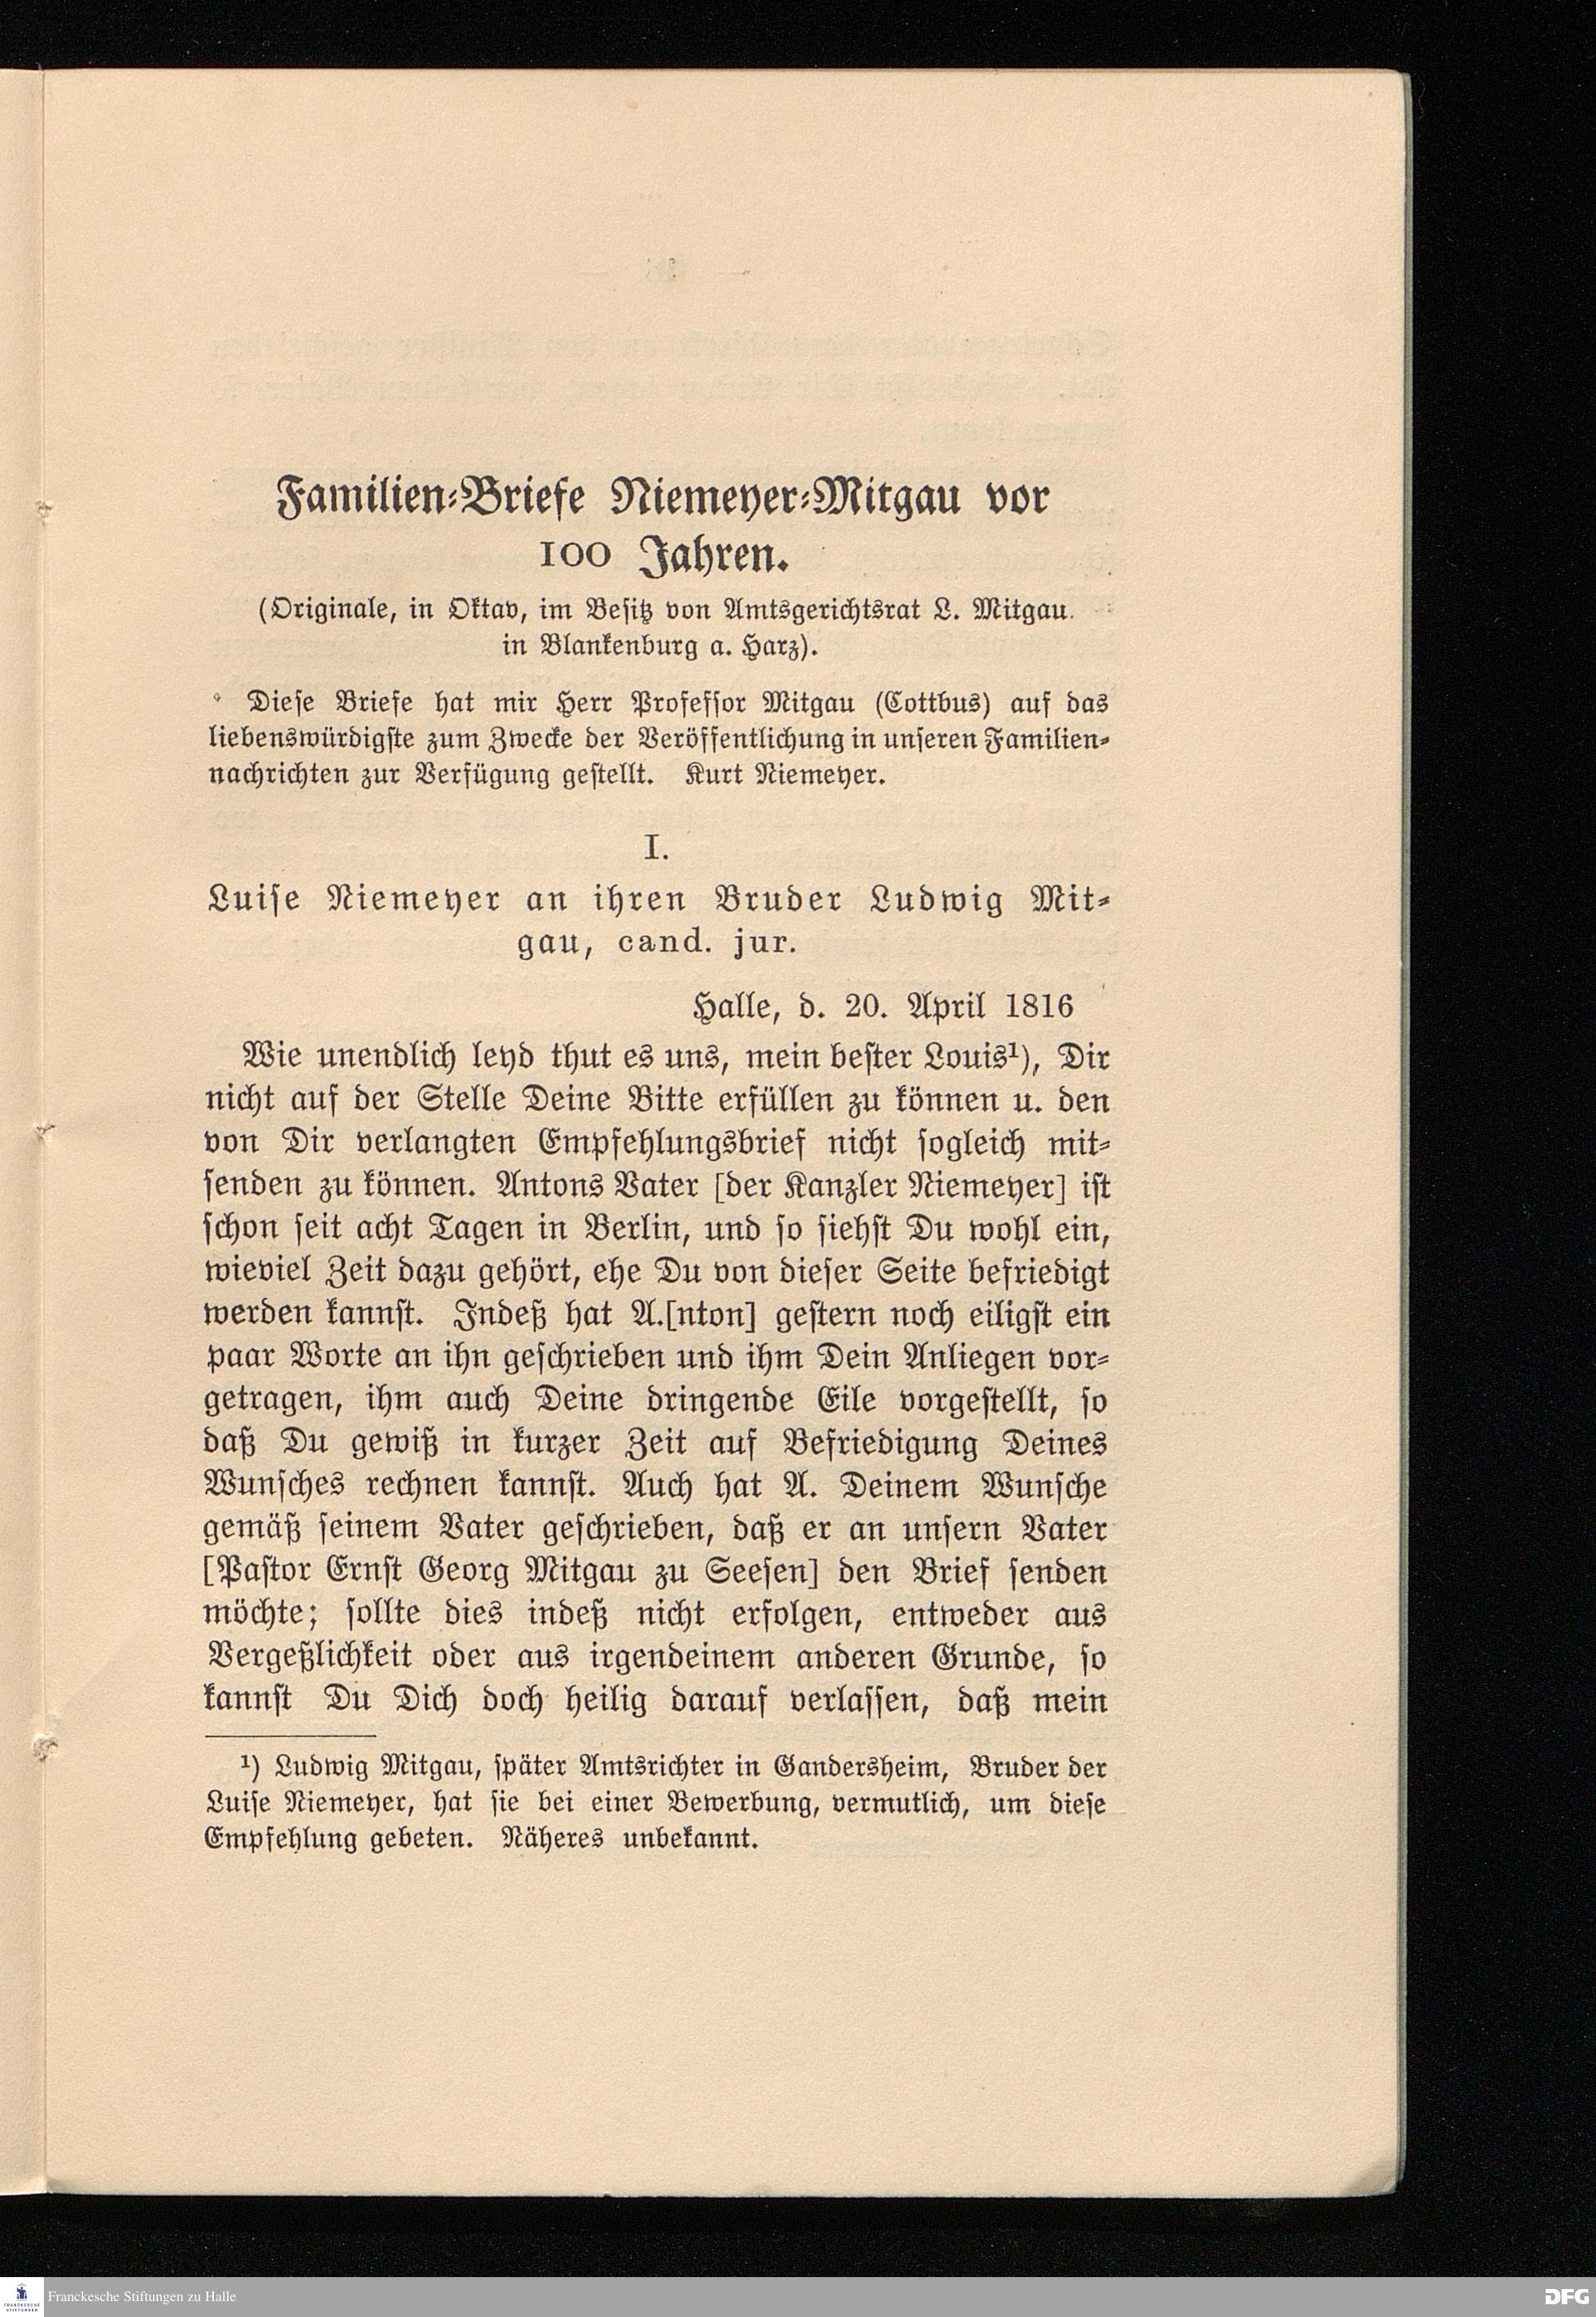 Familien-Briefe Niemeyer-Mitgau vor
100 Jahren.
(Originale, in Oktav, im Besitz von Amtsgerichtsrat L. Mitgau
in Blankenburg a. Harz).
Diese Briefe hat mir Herr Professor Mitgau (Cottbus) auf das
liebenswürdigste zum Zwecke der Veröffentlichung in unseren Familien-
nachrichten zur Verfügung gestellt. Kurt Niemeyer.
I.
Luise Niemeyer an ihren Bruder Ludwig Mit-
gau, cand. jur.
Halle, d. 20. April 1816
Wie unendlich leyd thut es uns, mein bester Louis¹), Dir
nicht auf der Stelle Deine Bitte erfüllen zu können u. den
von Dir verlangten Empfehlungsbrief nicht sogleich mit-
senden zu können. Antons Vater [der Kanzler Niemeyer] ist
schon seit acht Tagen in Berlin, und so siehst Du wohl ein,
wieviel Zeit dazu gehört, ehe Du von dieser Seite befriedigt
werden kannst. Indeß hat A.[nton] gestern noch eiligst ein
paar Worte an ihn geschrieben und ihm Dein Anliegen vor-
getragen, ihm auch Deine dringende Eile vorgestellt, so
daß Du gewiß in kurzer Zeit auf Befriedigung Deines
Wunsches rechnen kannst. Auch hat A. Deinem Wunsche
gemäß seinem Vater geschrieben, daß er an unsern Vater
[Pastor Ernst Georg Mitgau zu Seesen] den Brief senden
möchte; sollte dies indeß nicht erfolgen, entweder aus
Vergeßlichkeit oder aus irgendeinem anderen Grunde, so
kannst Du Dich doch heilig darauf verlassen, daß mein
¹) Ludwig Mitgau, später Amtsrichter in Gandersheim, Bruder der
Luise Niemeyer, hat sie bei einer Bewerbung, vermutlich, um diese
Empfehlung gebeten. Näheres unbekannt.
FRANCKESCHE
STIFTUNGEN
Franckesche Stiftungen zu Halle
DFG